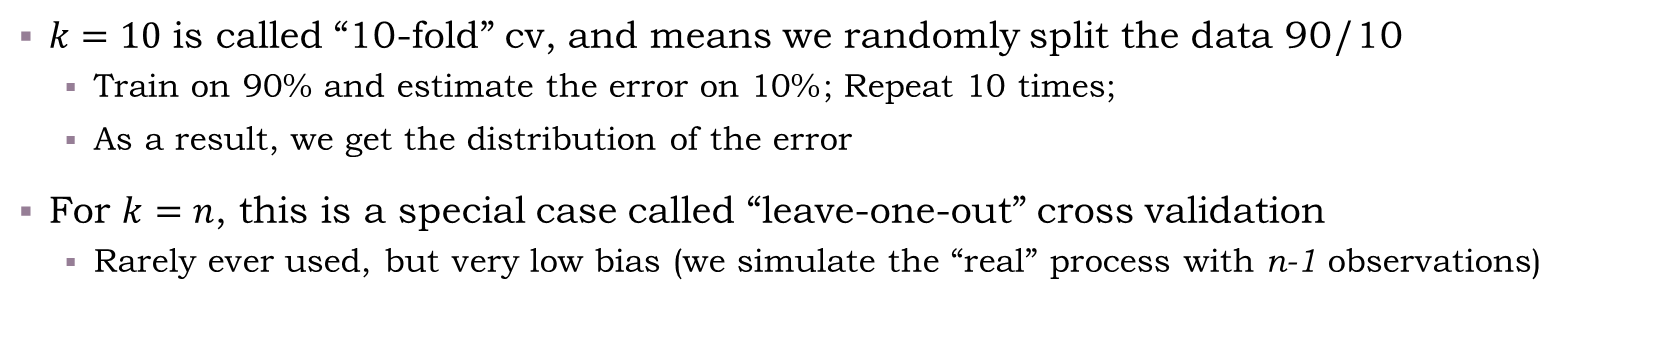 ▪ k = 10 is called “10-fold” cv, and means we randomly split the data 90/10
▪ Train on 90% and estimate the error on 10%; Repeat 10 times;
▪ As a result, we get the distribution of the error
▪ For k = n, this is a special case called “leave-one-out” cross validation
▪ Rarely ever used, but very low bias (we simulate the “real” process with n-1 observations)